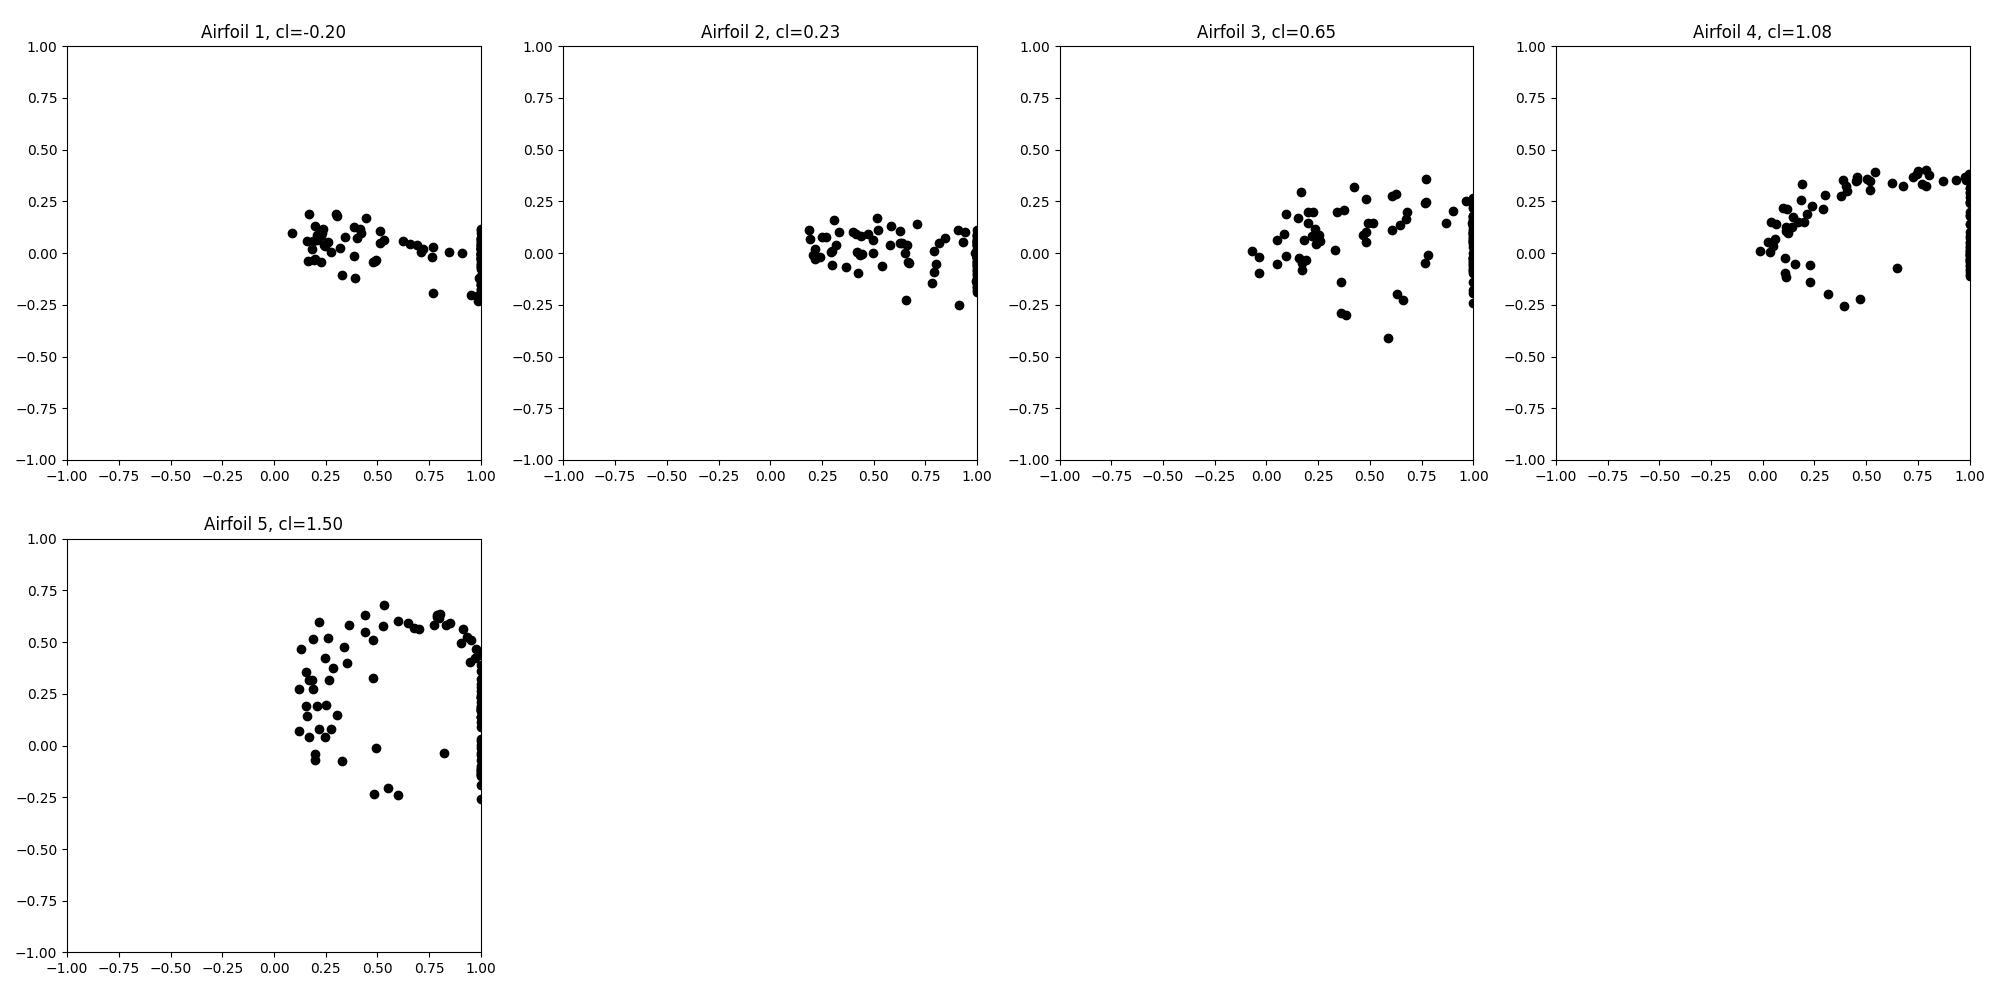 Airfoil 1, cl=-0.20
Airfoil 2, cl=0.23
Airfoil 3, cl=0.65
Airfoil 4, cl=1.08
1.00 1.00 1.00 1.00
0.75 0.75 0.75 0.75
0.50 0.50 0.50 0.50
0.25 0.25 0.25 0.25
0.00 0.00 0.00 0.00
−0.25 −0.25 −0.25 −0.25
−0.50 −0.50 −0.50 −0.50
−0.75 −0.75 −0.75 −0.75
−1.00 −1.00 −1.00 −1.00
−1.00 −0.75 −0.50 −0.25 0.00 0.25 0.50 0.75 1.00
−1.00 −0.75 −0.50 −0.25 0.00 0.25 0.50 0.75 1.00
−1.00 −0.75 −0.50 −0.25 0.00 0.25 0.50 0.75 1.00
−1.00 −0.75 −0.50 −0.25 0.00 0.25 0.50 0.75 1.00
Airfoil 5, cl=1.50
1.00
0.75
0.50
0.25
0.00
−0.25
−0.50
−0.75
−1.00
−1.00 −0.75 −0.50 −0.25 0.00 0.25 0.50 0.75 1.00